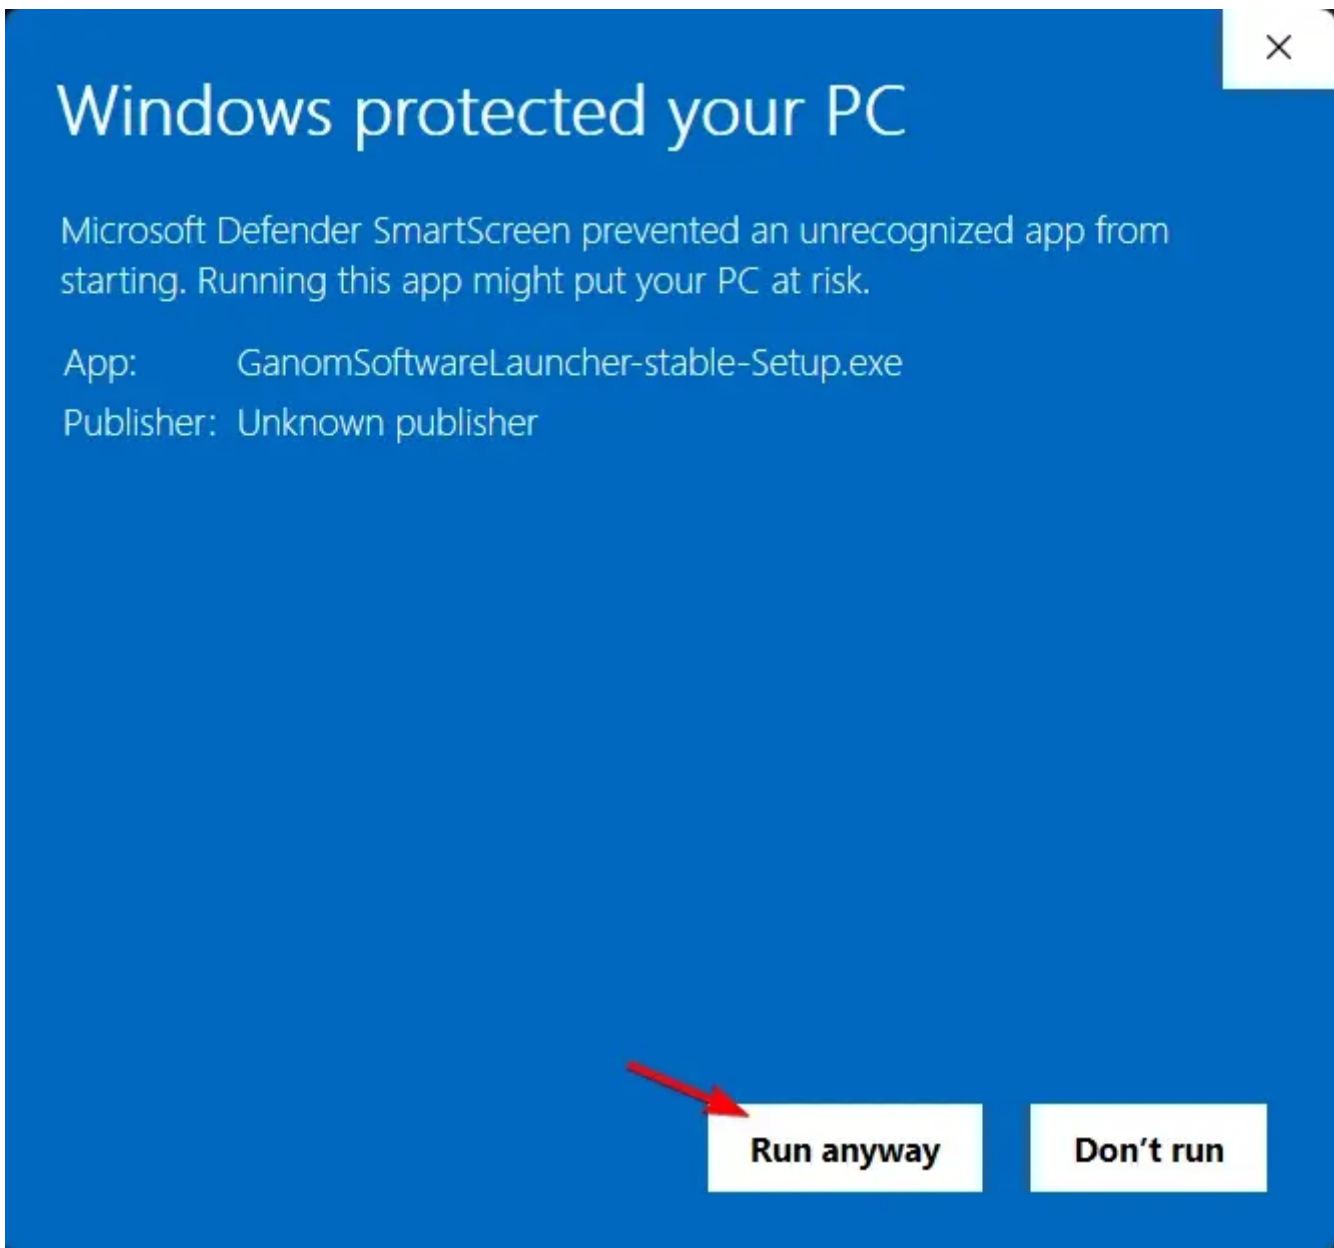 Windows protected your PC
Microsoft Defender SmartScreen prevented an unrecognized app from
starting. Running this app might put your PC at risk.
App: GanomSoftwareLauncher-stable-Setup.exe
Publisher: Unknown publisher
Run anyway Don’t run